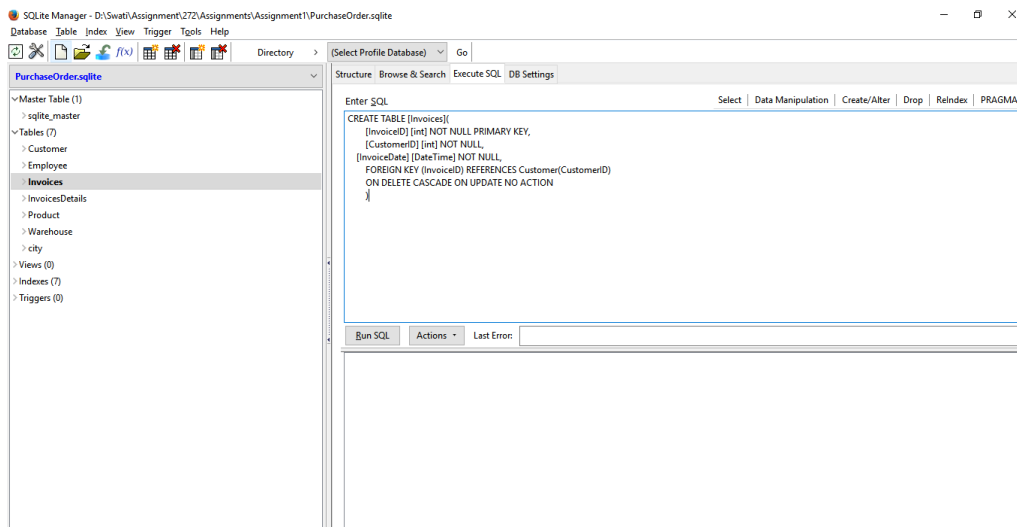 SQLite Manager - D:\Swati\Assignment\272\Assignments\Assignment1\PurchaseOrder.sqlite
Database Table Index View Trigger Tools Help
f(x) Directory > (Select Profile Database) Go
PurchaseOrder.sqlite
Structure Browse & Search Execute SQL DB Settings
Master Table (1)
sqlite_master
Tables (7)
Customer
Employee
Invoices
InvoicesDetails
Product
Warehouse
city
Views (0)
Indexes (7)
Triggers (0)
Enter SQL
Select | Data Manipulation | Create/Alter | Drop | ReIndex | PRAGMA
CREATE TABLE [Invoices](
[InvoiceID] [int] NOT NULL PRIMARY KEY,
[CustomerID] [int] NOT NULL,
[InvoiceDate] [DateTime] NOT NULL,
FOREIGN KEY (InvoiceID) REFERENCES Customer(CustomerID)
ON DELETE CASCADE ON UPDATE NO ACTION
)
Run SQL Actions Last Error: